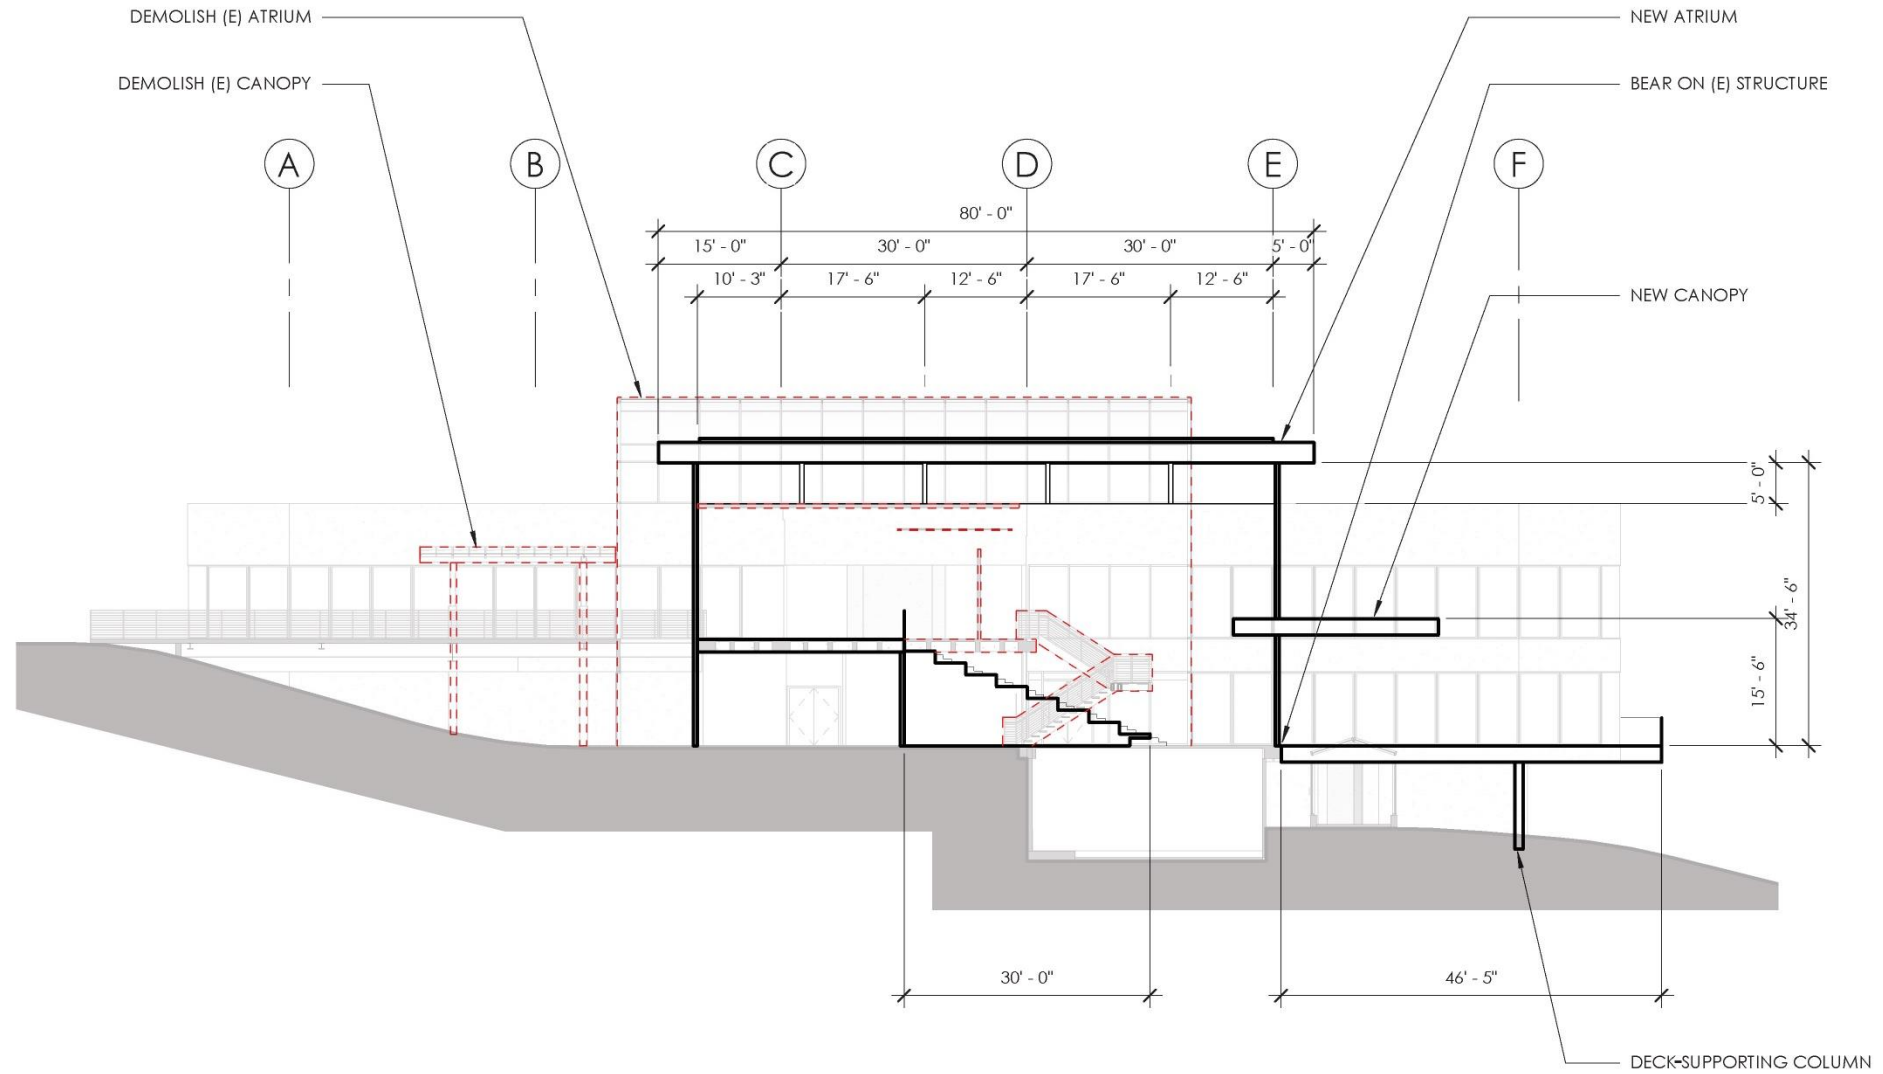 DEMOLISH (E) ATRIUM
NEW ATRIUM
DEMOLISH (E) CANOPY
BEAR ON (E) STRUCTURE
A
B
C
D
E
F
80' - 0"
15' - 0"
30' - 0"
30' - 0"
5' - 0"
10' - 3"
17' - 6"
12' - 6"
17' - 6"
12' - 6"
NEW CANOPY
5' - 0"
34' - 6"
15' - 6"
30' - 0"
46' - 5"
DECK-SUPPORTING COLUMN